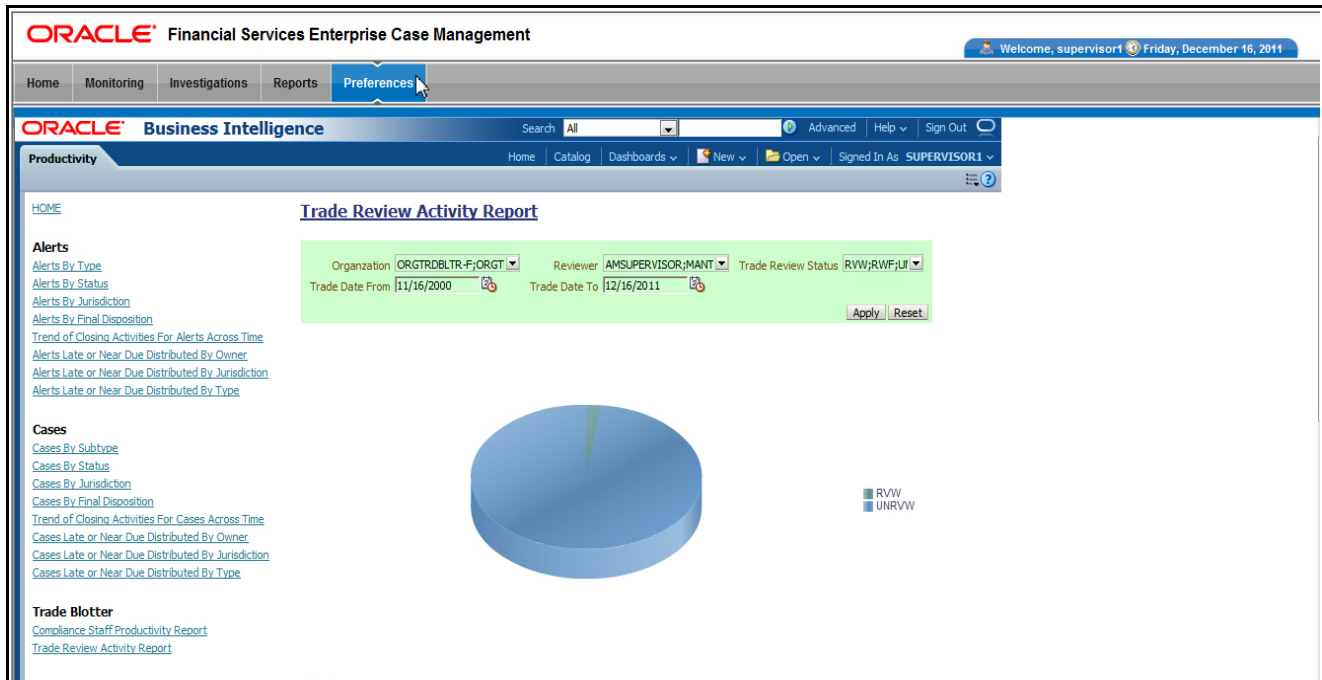 ORACLE® Financial Services Enterprise Case Management
Welcome, supervisor1 Friday, December 16, 2011
Home Monitoring Investigations Reports Preferences
ORACLE® Business Intelligence
Search All Advanced Help Sign Out
Productivity
Home Catalog Dashboards New Open Signed In As SUPERVISOR1
HOME
Trade Review Activity Report
Organzation ORGTRDBLTR-F;ORGT Reviewer AMSUPERVISOR;MANT Trade Review Status RVW;RWF;
Trade Date From 11/16/2000 Trade Date To 12/16/2011
Apply Reset
Alerts
Alerts By Type
Alerts By Status
Alerts By Jurisdiction
Alerts By Final Disposition
Trend of Closing Activities For Alerts Across Time
Alerts Late or Near Due Distributed By Owner
Alerts Late or Near Due Distributed By Jurisdiction
Alerts Late or Near Due Distributed By Type
Cases
Cases By Subtype
Cases By Status
Cases By Jurisdiction
Cases By Final Disposition
Trend of Closing Activities For Cases Across Time
Cases Late or Near Due Distributed By Owner
Cases Late or Near Due Distributed By Jurisdiction
Cases Late or Near Due Distributed By Type
RVW
UNRVW
Trade Blotter
Compliance Staff Productivity Report
Trade Review Activity Report